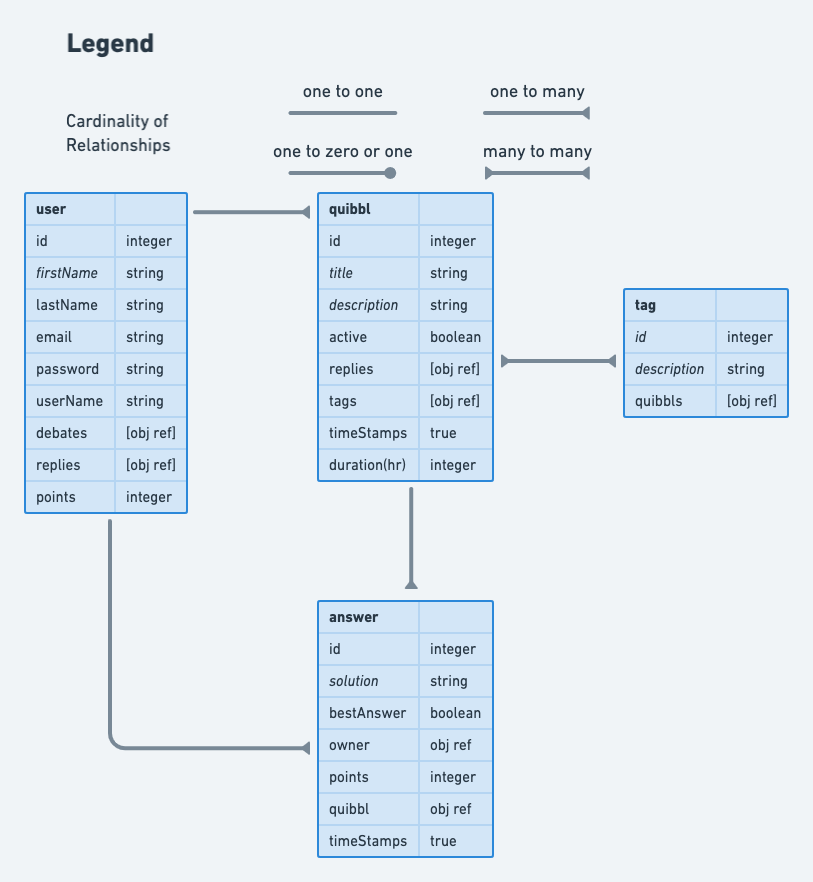 Legend
Cardinality of
Relationships
one to one
one to many
one to zero or one
many to many
user
id integer
firstName string
lastName string
email string
password string
userName string
debates [obj ref]
replies [obj ref]
points integer
quibbl
id integer
title string
description string
active boolean
replies [obj ref]
tags [obj ref]
timeStamps true
duration(hr) integer
tag
id integer
description string
quibbls [obj ref]
answer
id integer
solution string
bestAnswer boolean
owner obj ref
points integer
quibbl obj ref
timeStamps true